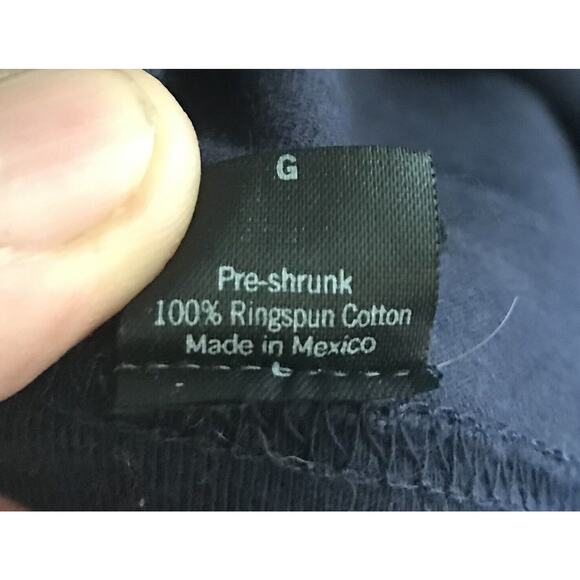 G
Pre-shrunk
100% Ringspun Cotton
Made in Mexico